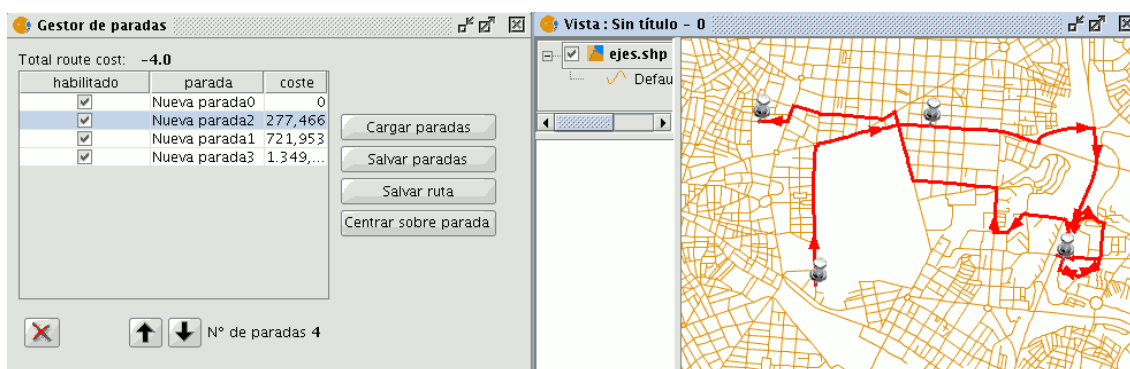 Gestor de paradas
Total route cost: -4.0
habilitado parada coste
Nueva parada0 0
Nueva parada2 277,466
Nueva parada1 721,953
Nueva parada3 1.349,...
Cargar paradas
Salvar paradas
Salvar ruta
Centrar sobre parada
Nº de paradas 4
Vista : Sin título - 0
ejes.shp
Defau